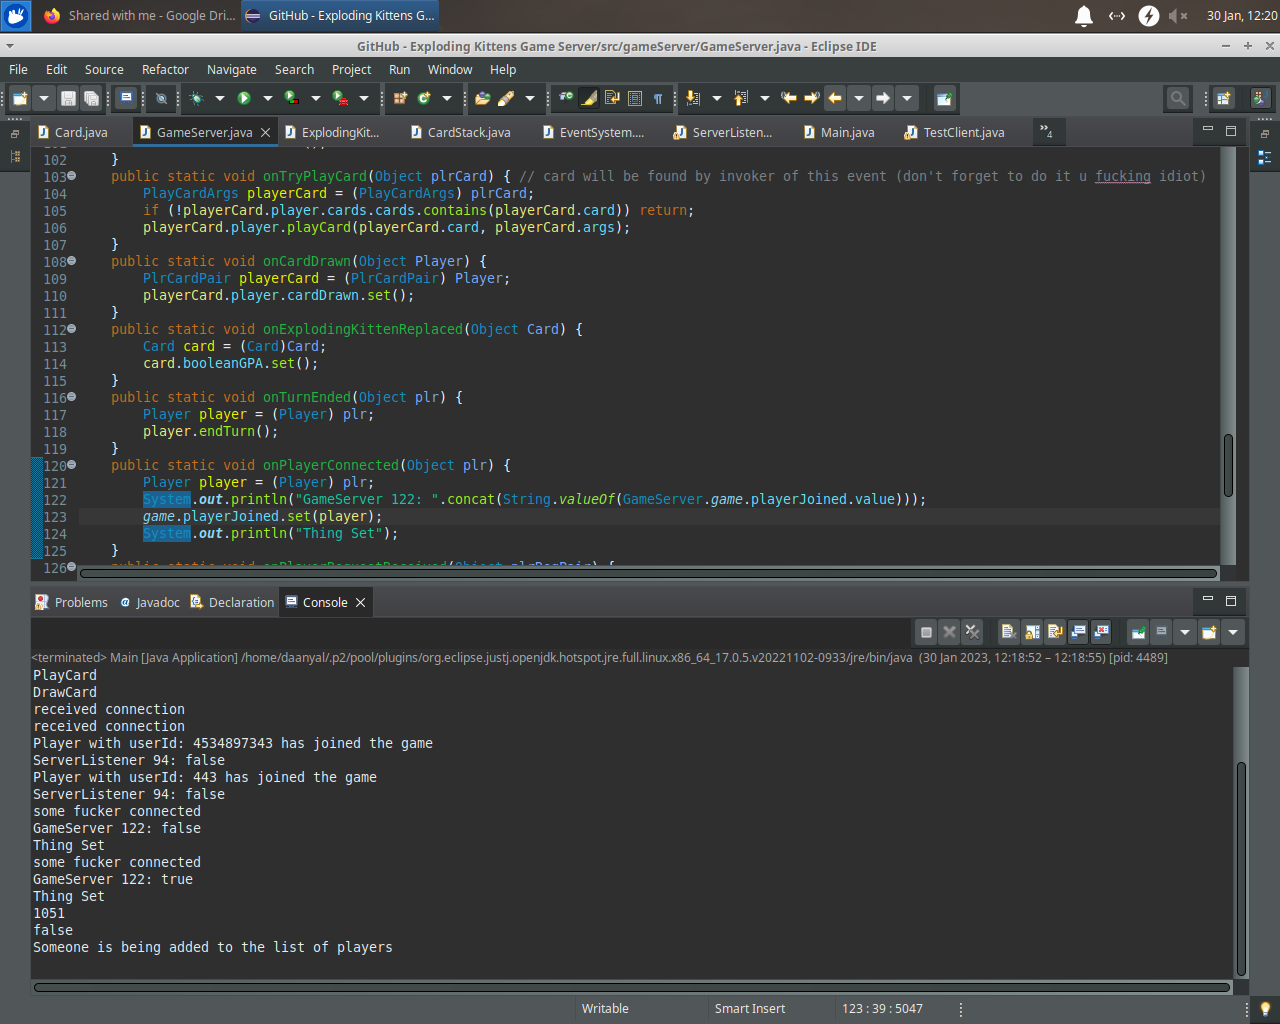 Shared with me - Google Dri...
GitHub - Exploding Kittens G...
30 Jan, 12:20
GitHub - Exploding Kittens Game Server/src/gameServer/GameServer.java - Eclipse IDE
File Edit Source Refactor Navigate Search Project Run Window Help
Card.java GameServer.java ExplodingKit... CardStack.java EventSystem.... ServerListen... Main.java TestClient.java »4
102 }
103 public static void onTryPlayCard(Object plrCard) { // card will be found by invoker of this event (don't forget to do it u fucking idiot)
104 PlayCardArgs playerCard = (PlayCardArgs) plrCard;
105 if (!playerCard.player.cards.cards.contains(playerCard.card)) return;
106 playerCard.player.playCard(playerCard.card, playerCard.args);
107 }
108 public static void onCardDrawn(Object Player) {
109 PlrCardPair playerCard = (PlrCardPair) Player;
110 playerCard.player.cardDrawn.set();
111 }
112 public static void onExplodingKittenReplaced(Object Card) {
113 Card card = (Card)Card;
114 card.booleanGPA.set();
115 }
116 public static void onTurnEnded(Object plr) {
117 Player player = (Player) plr;
118 player.endTurn();
119 }
120 public static void onPlayerConnected(Object plr) {
121 Player player = (Player) plr;
122 System.out.println("GameServer 122: ".concat(String.valueOf(GameServer.game.playerJoined.value)));
123 game.playerJoined.set(player);
124 System.out.println("Thing Set");
125 }
126 public static void onPlayerRequestReceived(Object plrReqPair) {
Problems Javadoc Declaration Console
<terminated> Main [Java Application] /home/daanyal/.p2/pool/plugins/org.eclipse.justj.openjdk.hotspot.jre.full.linux.x86_64_17.0.5.v20221102-0933/jre/bin/java (30 Jan 2023, 12:18:52 – 12:18:55) [pid: 4489]
PlayCard
DrawCard
received connection
received connection
Player with userId: 4534897343 has joined the game
ServerListener 94: false
Player with userId: 443 has joined the game
ServerListener 94: false
some fucker connected
GameServer 122: false
Thing Set
some fucker connected
GameServer 122: true
Thing Set
1051
false
Someone is being added to the list of players
Writable Smart Insert 123 : 39 : 5047